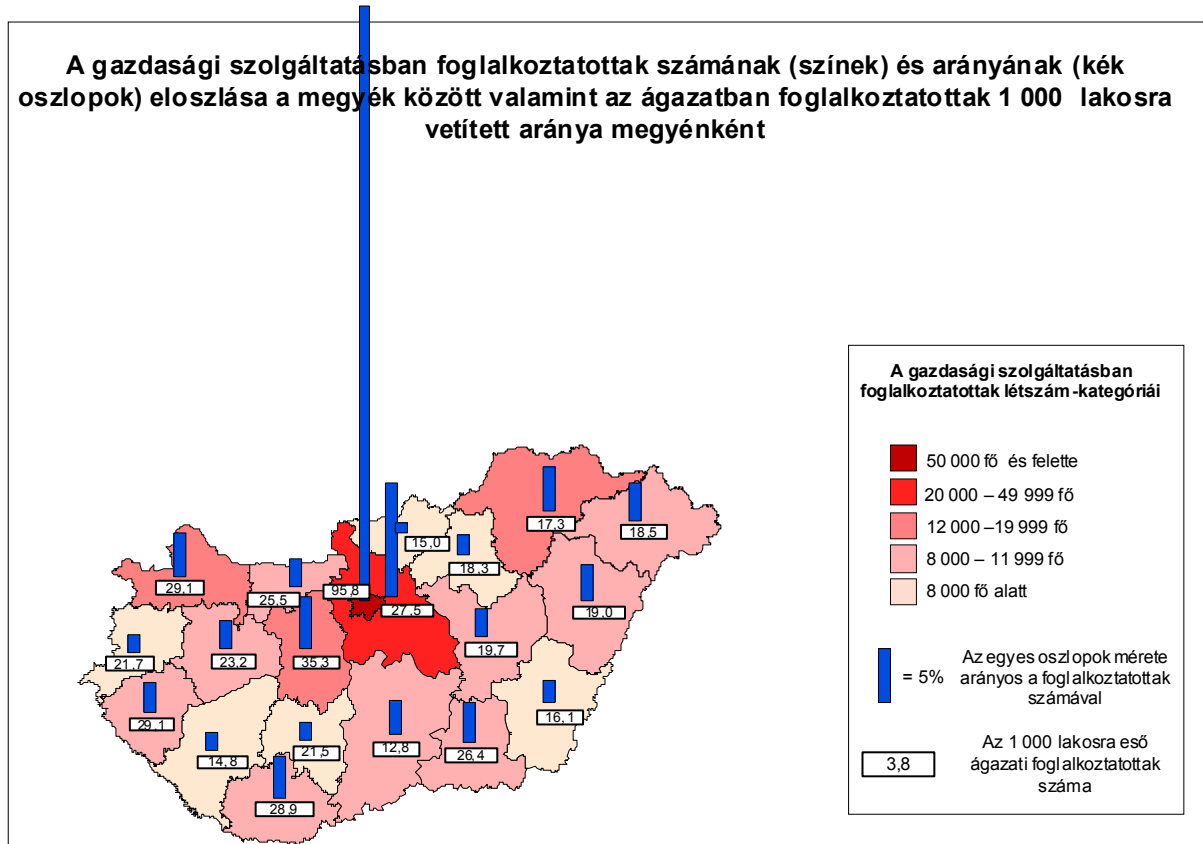 A gazdasági szolgáltatásban foglalkoztatottak számának (színek) és arányának (kék
oszlopok) eloszlása a megyék között valamint az ágazatban foglalkoztatottak 1 000 lakosra
vetített aránya megyénként
17,3
18,5
15,0
18,3
29,1
25,5
95,8
27,5
19,0
21,7
23,2
35,3
19,7
29,1
14,8
21,5
12,8
26,4
16,1
28,9
A gazdasági szolgáltatásban
foglalkoztatottak létszám-kategóriái
50 000 fő és felette
20 000 – 49 999 fő
12 000 –19 999 fő
8 000 – 11 999 fő
8 000 fő alatt
= 5%
Az egyes oszlopok mérete
arányos a foglalkoztatottak
számával
3,8
Az 1 000 lakosra eső
ágazati foglalkoztatottak
száma